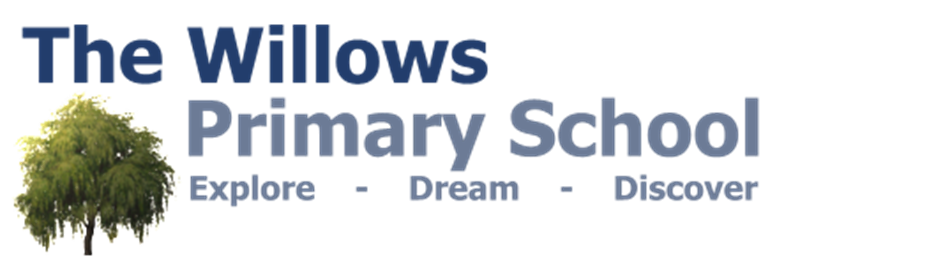 The Willows
Primary School
Explore - Dream - Discover